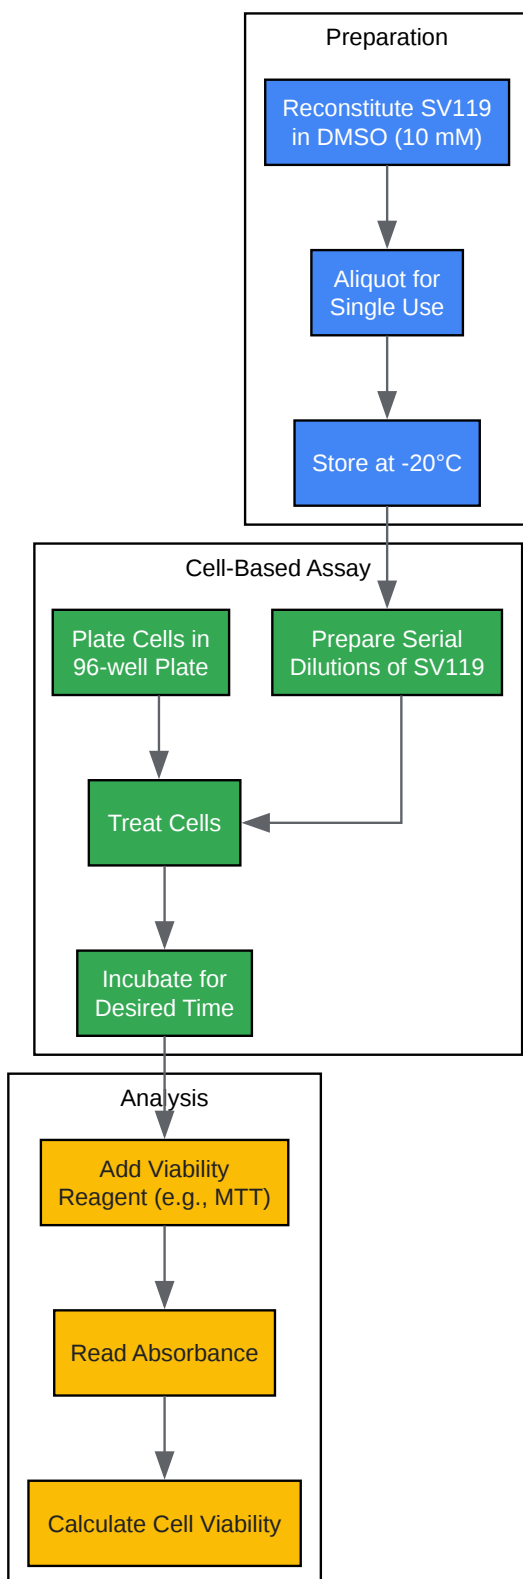 Preparation
Reconstitute SV119
in DMSO (10 mM)
Aliquot for
Single Use
Store at -20°C
Cell-Based Assay
Plate Cells in
96-well Plate
Prepare Serial
Dilutions of SV119
Treat Cells
Incubate for
Desired Time
Analysis
Add Viability
Reagent (e.g., MTT)
Read Absorbance
Calculate Cell Viability